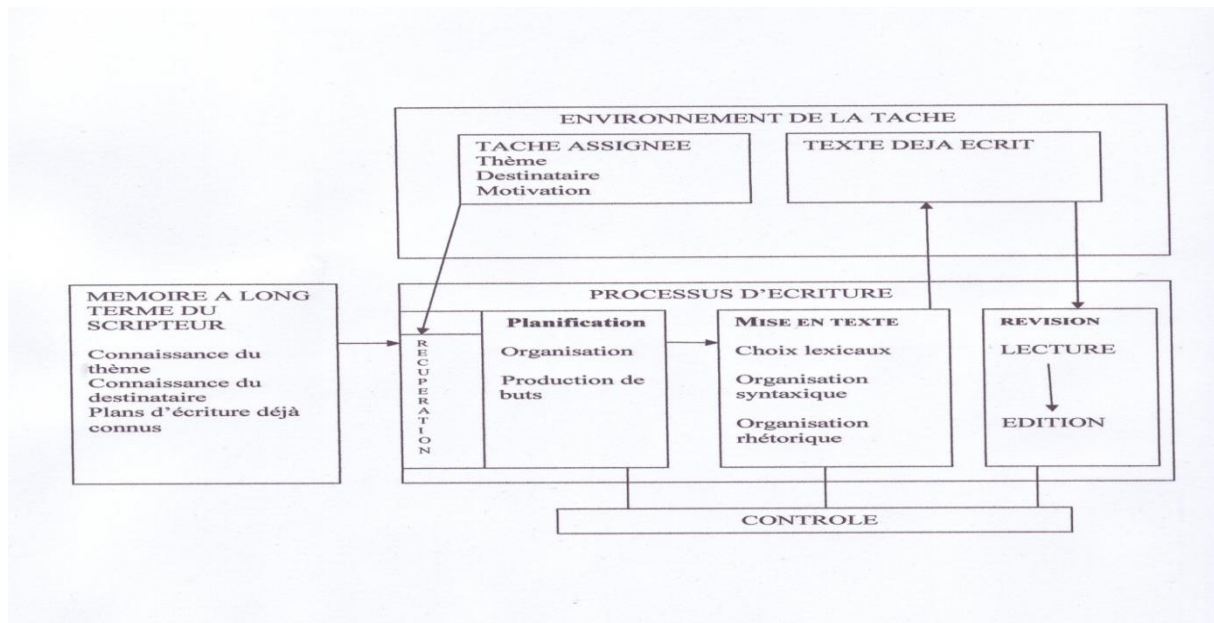 ENVIRONNEMENT DE LA TACHE
TACHE ASSIGNEE
Thème
Destinataire
Motivation
TEXTE DEJA ECRIT
MEMOIRE A LONG
TERME DU
SCRIPTEUR
Connaissance du
thème
Connaissance du
destinataire
Plans d'écriture déjà
connus
PROCESSUS D'ECRITURE
RECUPERATION
Planification
Organisation
Production de
buts
MISE EN TEXTE
Choix lexicaux
Organisation
syntaxique
Organisation
rhétorique
REVISION
LECTURE
EDITION
CONTROLE